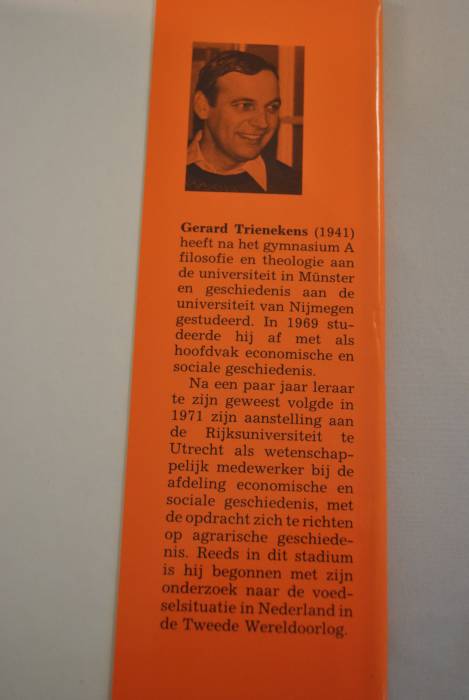 Gerard Trienekens (1941)
heeft na het gymnasium A
filosofie en theologie aan
de universiteit in Münster
en geschiedenis aan de
universiteit van Nijmegen
gestudeerd. In 1969 stu-
deerde hij af met als
hoofdvak economische en
sociale geschiedenis.
Na een paar jaar leraar
te zijn geweest volgde in
1971 zijn aanstelling aan
de Rijksuniversiteit te
Utrecht als wetenschap-
pelijk medewerker bij de
afdeling economische en
sociale geschiedenis, met
de opdracht zich te richten
op agrarische geschiede-
nis. Reeds in dit stadium
is hij begonnen met zijn
onderzoek naar de voed-
selsituatie in Nederland in
de Tweede Wereldoorlog.